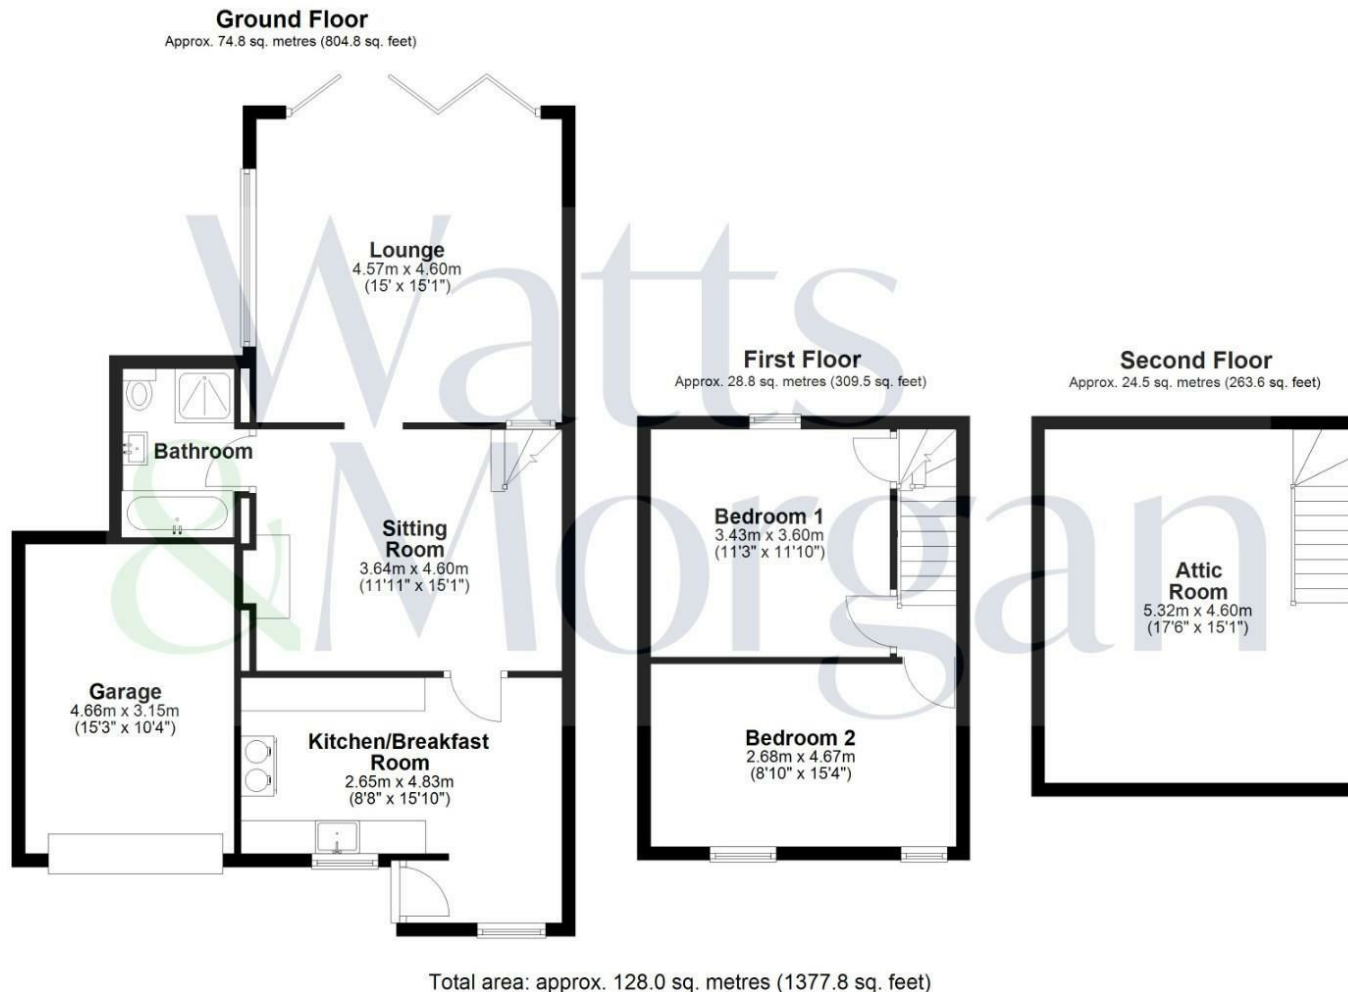 Ground Floor
Approx. 74.8 sq. metres (804.8 sq. feet)
Lounge
4.57m x 4.60m
(15' x 15'1")
Bathroom
Sitting
Room
3.64m x 4.60m
(11'11" x 15'1")
Garage
4.66m x 3.15m
(15'3" x 10'4")
Kitchen/Breakfast
Room
2.65m x 4.83m
(8'8" x 15'10")
First Floor
Approx. 28.8 sq. metres (309.5 sq. feet)
Bedroom 1
3.43m x 3.60m
(11'3" x 11'10")
Bedroom 2
2.68m x 4.67m
(8'10" x 15'4")
Second Floor
Approx. 24.5 sq. metres (263.6 sq. feet)
Attic
Room
5.32m x 4.60m
(17'6" x 15'1")
Watts
& Morgan
Total area: approx. 128.0 sq. metres (1377.8 sq. feet)